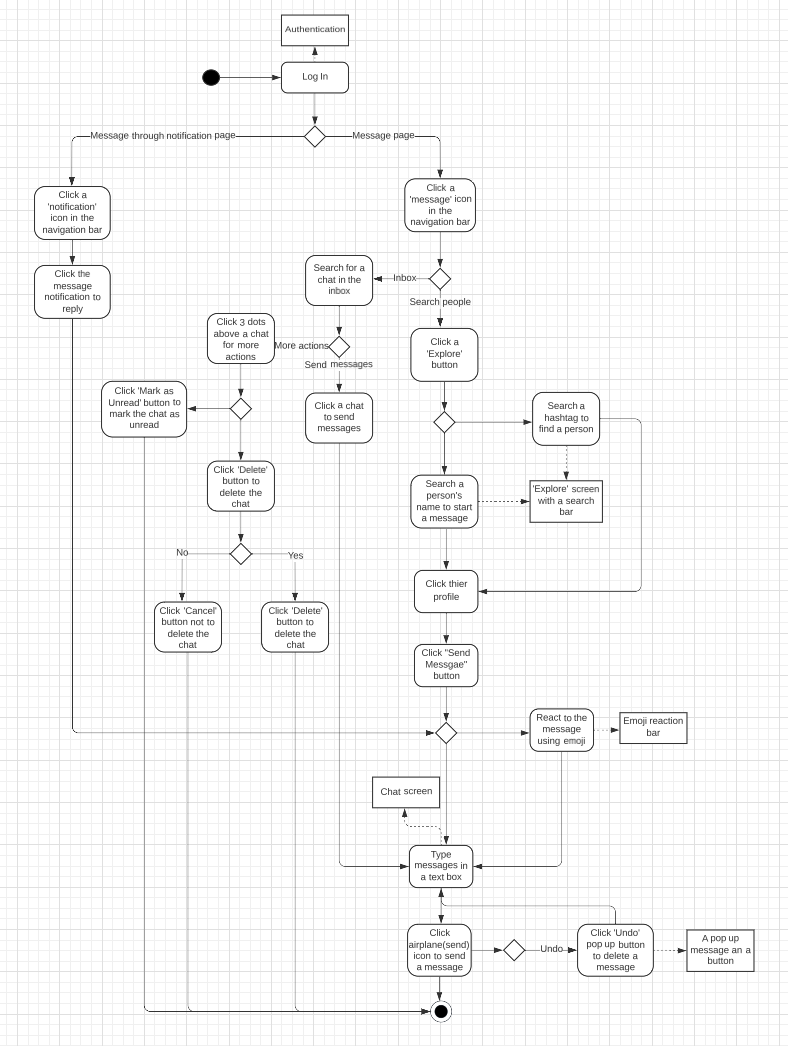 Authentication
Log In
Message through notification page
Message page
Click a
'notification'
icon in the
navigation bar
Click a
'message' icon
in the
navigation bar
Click the
message
notification to
reply
Search for a
chat in the
inbox
Inbox
Search people
Click 3 dots
above a chat
for more
actions
More actions
Send messages
Click a
'Explore'
button
Click 'Mark as
Unread' button to
mark the chat as
unread
Click a chat
to send
messages
Search a
hashtag to
find a person
Click 'Delete'
button to
delete the
chat
Search a
person's
name to start
a message
'Explore' screen
with a search
bar
No
Yes
Click thier
profile
Click 'Cancel'
button not to
delete the
chat
Click 'Delete'
button to
delete the
chat
Click "Send
Messgae"
button
React to the
message
using emoji
Emoji reaction
bar
Chat screen
Type
messages in
a text box
Click
airplane(send)
icon to send
a message
Undo
Click 'Undo'
pop up button
to delete a
message
A pop up
message an a
button